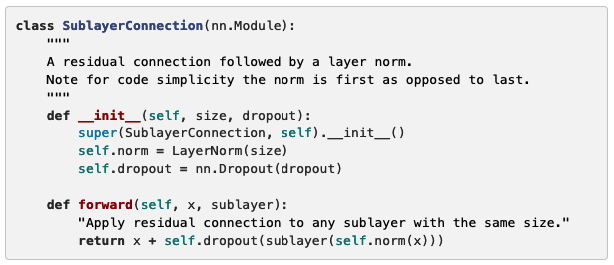 class SublayerConnection(nn.Module):
    """
    A residual connection followed by a layer norm.
    Note for code simplicity the norm is first as opposed to last.
    """
    def __init__(self, size, dropout):
        super(SublayerConnection, self).__init__()
        self.norm = LayerNorm(size)
        self.dropout = nn.Dropout(dropout)

    def forward(self, x, sublayer):
        "Apply residual connection to any sublayer with the same size."
        return x + self.dropout(sublayer(self.norm(x)))